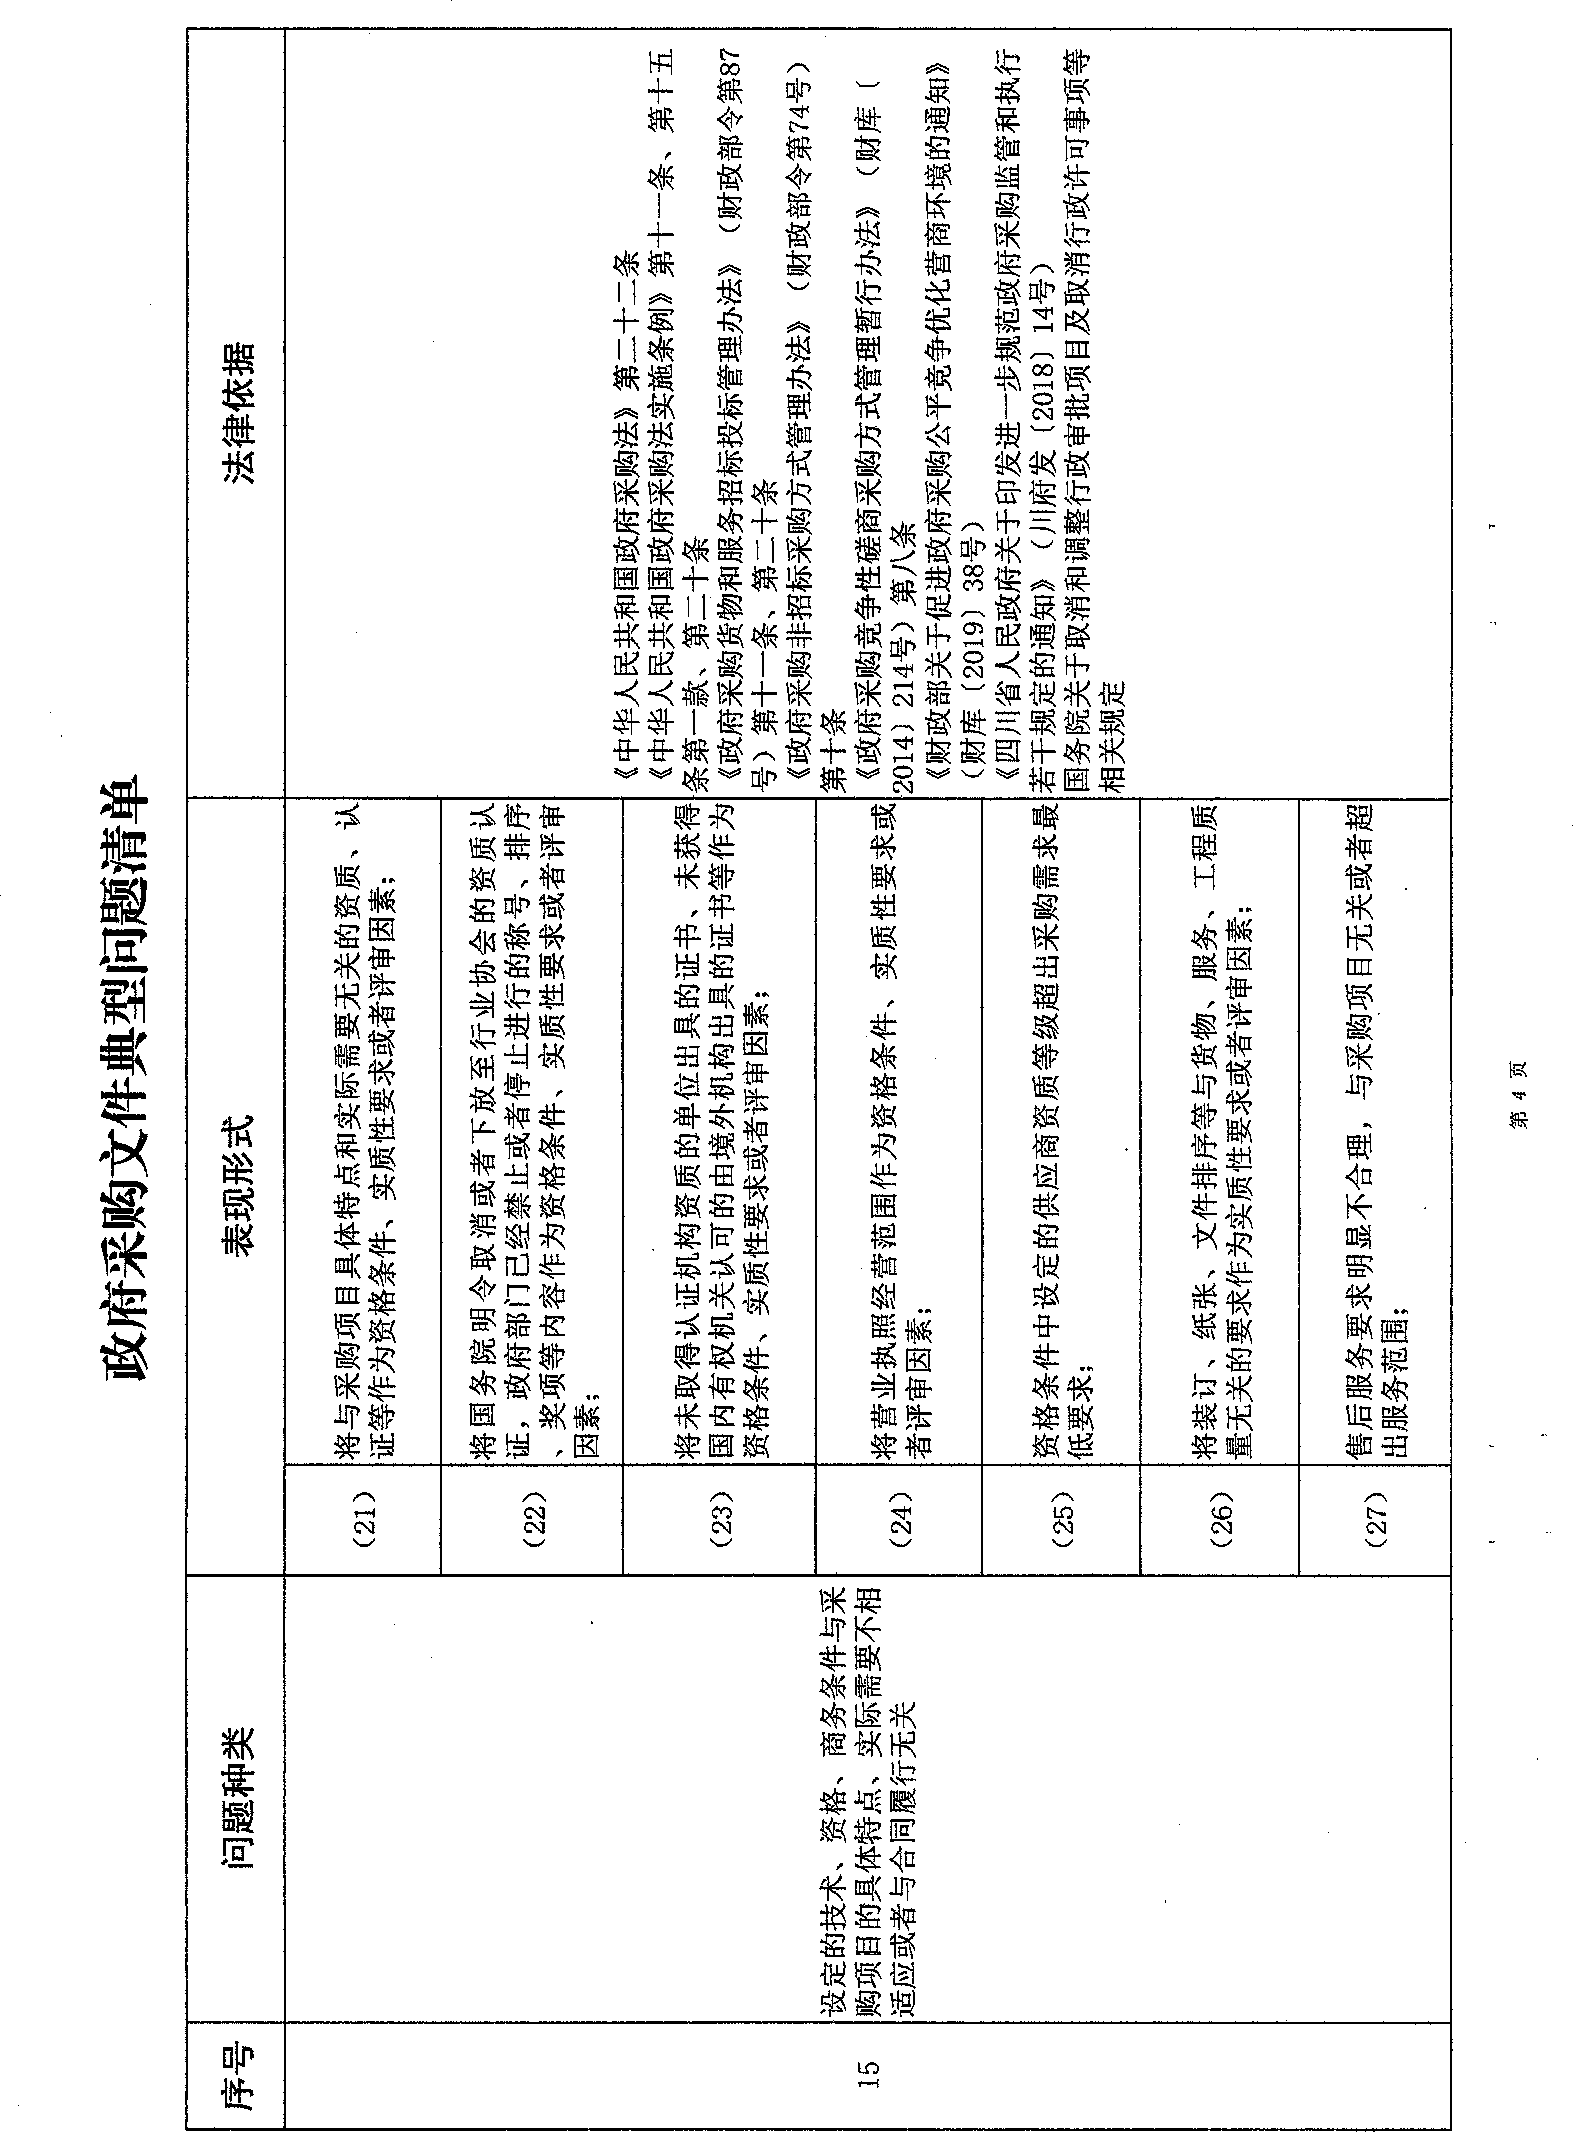 政府采购文件典型问题清单
序号
问题种类
表现形式
法律依据
15
设定的技术、资格、商务条件与采
购项目的具体特点、实际需要不相
适应或者与合同履行无关
(21)
将与采购项目具体特点和实际需要无关的资质、认
证等作为资格条件、实质性要求或者评审因素；
(22)
将国务院明令取消或者下放至行业协会的资质认
证，政府部门已经禁止或者停止进行的称号、排序
、奖项等内容作为资格条件、实质性要求或者评审
因素；
(23)
将未取得认证机构资质的单位出具的证书、未获得
国内有权机关认可的由境外机构出具的证书等作为
资格条件、实质性要求或者评审因素；
(24)
将营业执照经营范围作为资格条件、实质性要求或
者评审因素；
(25)
资格条件中设定的供应商资质等级超出采购需求最
低要求；
(26)
将装订、纸张、文件排序等与货物、服务、工程质
量无关的要求作为实质性要求或者评审因素；
(27)
售后服务要求明显不合理，与采购项目无关或者超
出服务范围；
《中华人民共和国政府采购法》第二十二条
《中华人民共和国政府采购法实施条例》第十一条、第十五
条第一款、第二十条
《政府采购货物和服务招标投标管理办法》（财政部令第87
号）第十一条、第二十条
《政府采购非招标采购方式管理办法》（财政部令第74号）
第十条
《政府采购竞争性磋商采购方式管理暂行办法》（财库〔
2014〕214号）第八条
《财政部关于促进政府采购公平竞争优化营商环境的通知》
（财库〔2019〕38号）
《四川省人民政府关于印发进一步规范政府采购监管和执行
若干规定的通知》（川府发〔2018〕14号）
国务院关于取消和调整行政审批项目及取消行政许可事项等
相关规定
第 4 页